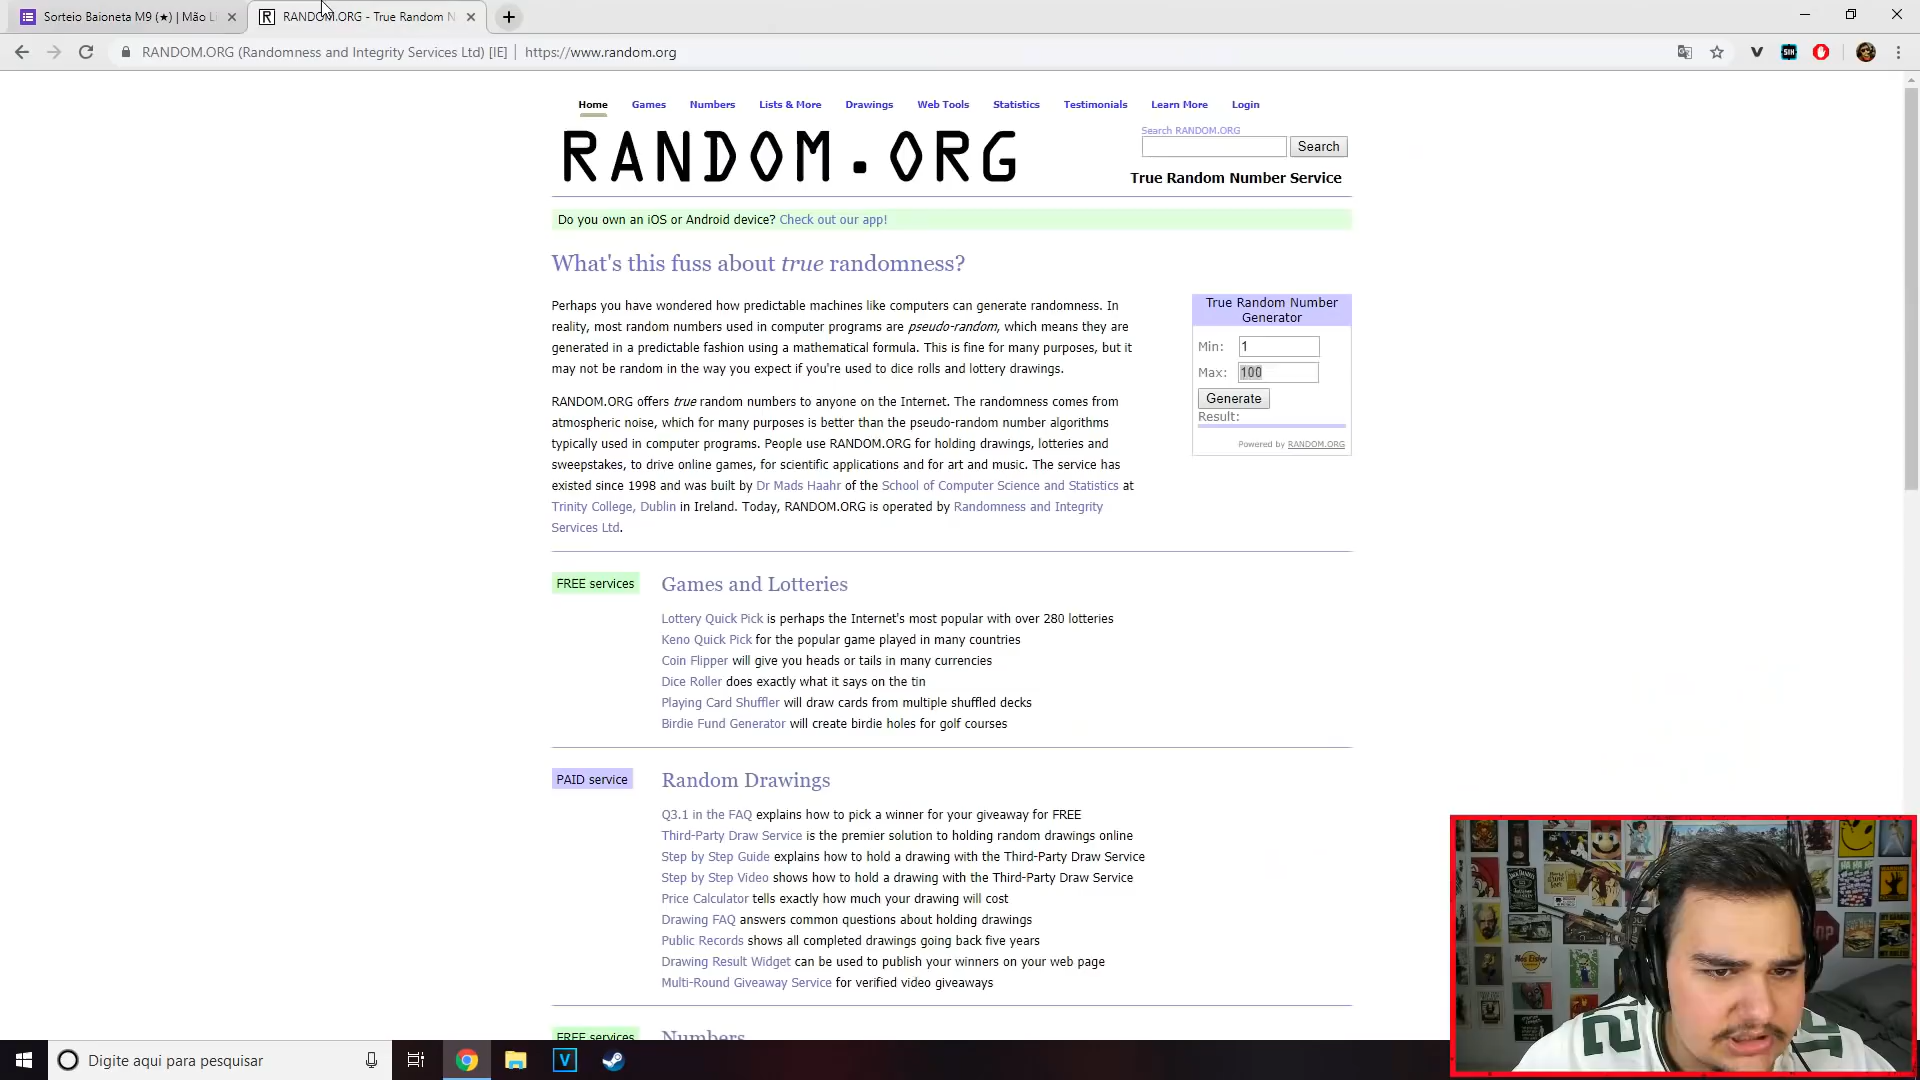 Sorteio Baioneta M9 (★) | Mão Li
RANDOM.ORG - True Random N
RANDOM.ORG (Randomness and Integrity Services Ltd) [IE] | https://www.random.org
Home Games Numbers Lists & More Drawings Web Tools Statistics Testimonials Learn More Login
RANDOM.ORG
Search RANDOM.ORG
Search
True Random Number Service
Do you own an iOS or Android device? Check out our app!
What's this fuss about true randomness?
Perhaps you have wondered how predictable machines like computers can generate randomness. In
reality, most random numbers used in computer programs are pseudo-random, which means they are
generated in a predictable fashion using a mathematical formula. This is fine for many purposes, but it
may not be random in the way you expect if you're used to dice rolls and lottery drawings.
RANDOM.ORG offers true random numbers to anyone on the Internet. The randomness comes from
atmospheric noise, which for many purposes is better than the pseudo-random number algorithms
typically used in computer programs. People use RANDOM.ORG for holding drawings, lotteries and
sweepstakes, to drive online games, for scientific applications and for art and music. The service has
existed since 1998 and was built by Dr Mads Haahr of the School of Computer Science and Statistics at
Trinity College, Dublin in Ireland. Today, RANDOM.ORG is operated by Randomness and Integrity
Services Ltd.
True Random Number
Generator
Min: 1
Max: 100
Generate
Result:
Powered by RANDOM.ORG
FREE services
Games and Lotteries
Lottery Quick Pick is perhaps the Internet's most popular with over 280 lotteries
Keno Quick Pick for the popular game played in many countries
Coin Flipper will give you heads or tails in many currencies
Dice Roller does exactly what it says on the tin
Playing Card Shuffler will draw cards from multiple shuffled decks
Birdie Fund Generator will create birdie holes for golf courses
PAID service
Random Drawings
Q3.1 in the FAQ explains how to pick a winner for your giveaway for FREE
Third-Party Draw Service is the premier solution to holding random drawings online
Step by Step Guide explains how to hold a drawing with the Third-Party Draw Service
Step by Step Video shows how to hold a drawing with the Third-Party Draw Service
Price Calculator tells exactly how much your drawing will cost
Drawing FAQ answers common questions about holding drawings
Public Records shows all completed drawings going back five years
Drawing Result Widget can be used to publish your winners on your web page
Multi-Round Giveaway Service for verified video giveaways
FREE services
Numbers
Digite aqui para pesquisar